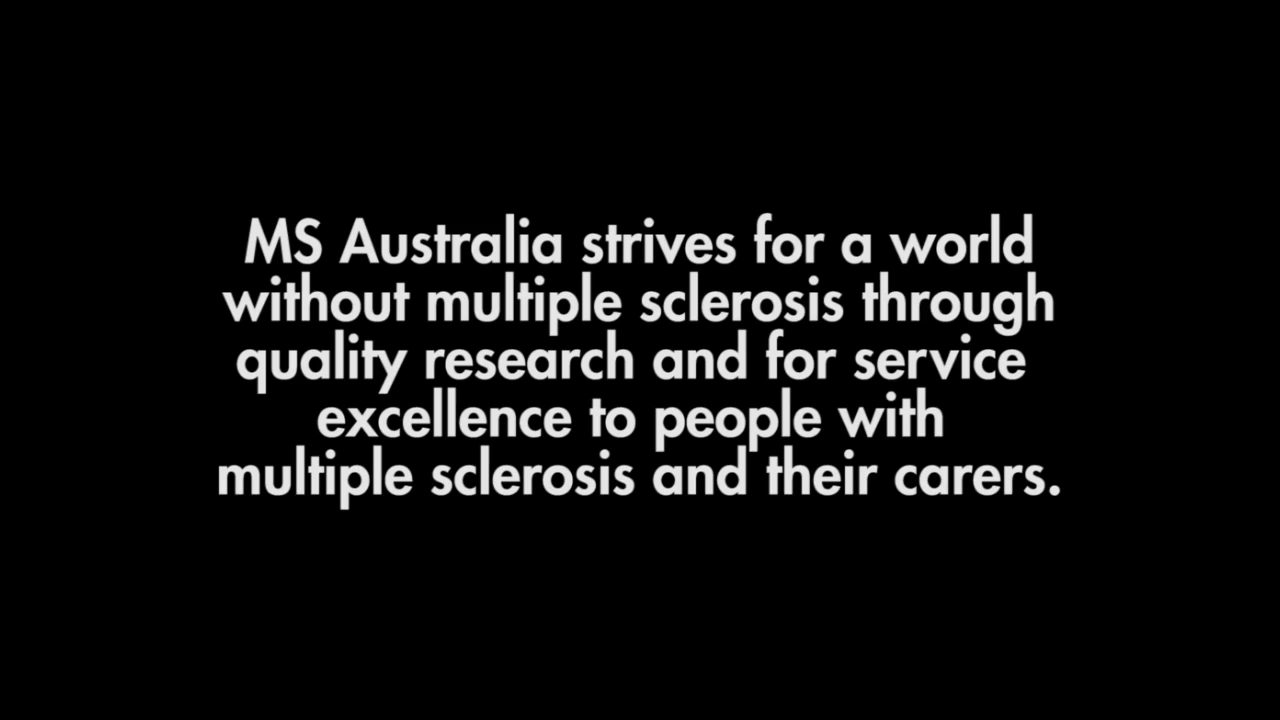 MS Australia strives for a world
without multiple sclerosis through
quality research and for service
excellence to people with
multiple sclerosis and their carers.